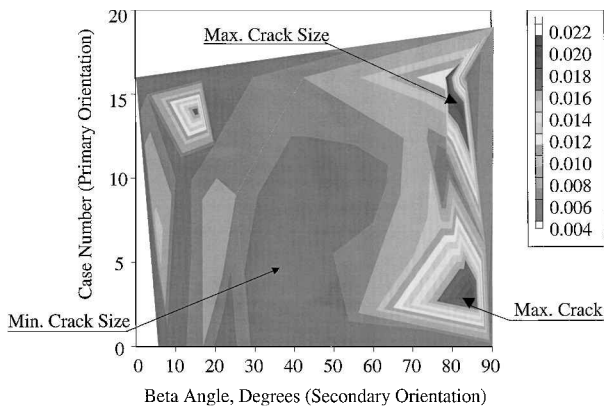 Max. Crack Size
20
15
10
5
0
Case Number (Primary Orientation)
Min. Crack Size
Max. Crack
0 10 20 30 40 50 60 70 80 90
Beta Angle, Degrees (Secondary Orientation)
0.022
0.020
0.018
0.016
0.014
0.012
0.010
0.008
0.006
0.004